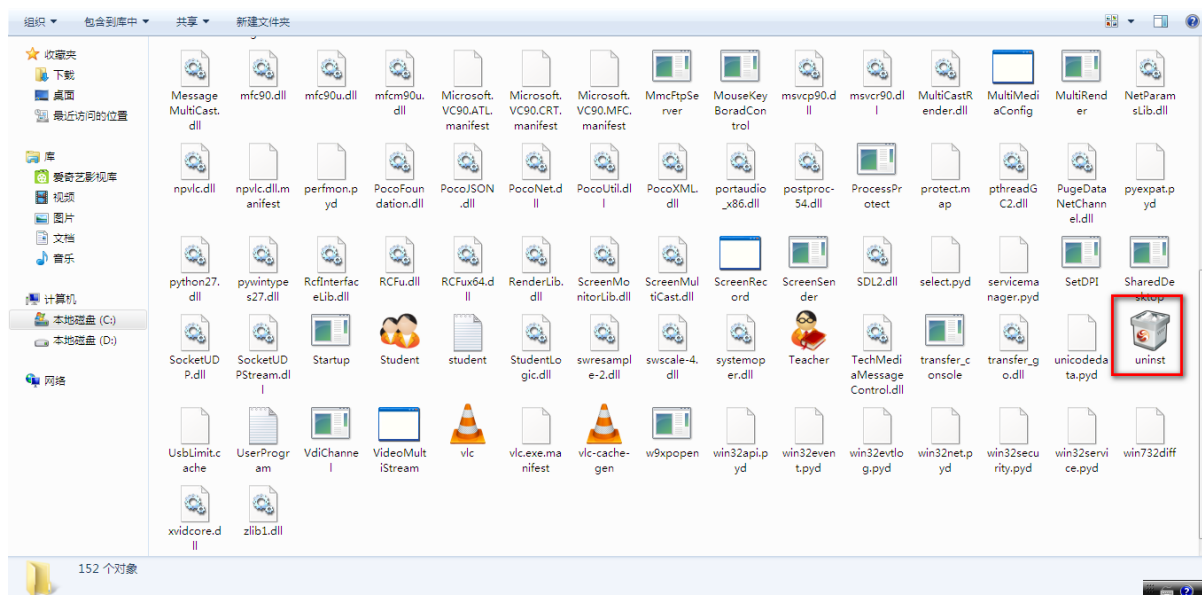 组织 包含到库中 共享 新建文件夹
收藏夹
下载
桌面
最近访问的位置
库
爱奇艺影视库
视频
图片
文档
音乐
计算机
本地磁盘 (C:)
本地磁盘 (D:)
网络
Message
MultiCast.
dll
mfc90.dll
mfc90u.dll
mfcm90u.
dll
Microsoft.
VC90.ATL.
manifest
Microsoft.
VC90.CRT.
manifest
Microsoft.
VC90.MFC.
manifest
MmcFtpSe
rver
MouseKey
BoradCon
trol
msvcp90.d
ll
msvcr90.dl
l
MultiCastR
ender.dll
MultiMedi
aConfig
MultiRend
er
NetParam
sLib.dll
npvlc.dll
npvlc.dll.m
anifest
perfmon.p
yd
PocoFoun
dation.dll
PocoJSON
.dll
PocoNet.d
ll
PocoUtil.dl
l
PocoXML.
dll
portaudio
_x86.dll
postproc-
54.dll
ProcessPr
otect
protect.m
ap
pthreadG
C2.dll
PugeData
NetChann
el.dll
pyexpat.p
yd
python27.
dll
pywintype
s27.dll
RcfInterfac
eLib.dll
RCFu.dll
RCFux64.d
ll
RenderLib.
dll
ScreenMo
nitorLib.dll
ScreenMul
tiCast.dll
ScreenRec
ord
ScreenSen
der
SDL2.dll
select.pyd
servicema
nager.pyd
SetDPI
SharedDe
sktop
SocketUD
P.dll
SocketUD
PStream.dl
l
Startup
Student
student
StudentLo
gic.dll
swresampl
e-2.dll
swscale-4.
dll
systemop
er.dll
Teacher
TechMedi
aMessage
Control.dll
transfer_c
onsole
transfer_g
o.dll
unicodeda
ta.pyd
uninst
UsbLimit.c
ache
UserProgr
am
VdiChanne
l
VideoMult
iStream
vlc
vlc.exe.ma
nifest
vlc-cache-
gen
w9xpopen
win32api.p
yd
win32even
t.pyd
win32evtlo
g.pyd
win32net.p
yd
win32secu
rity.pyd
win32servi
ce.pyd
win732diff
xvidcore.d
ll
zlib1.dll
152 个对象